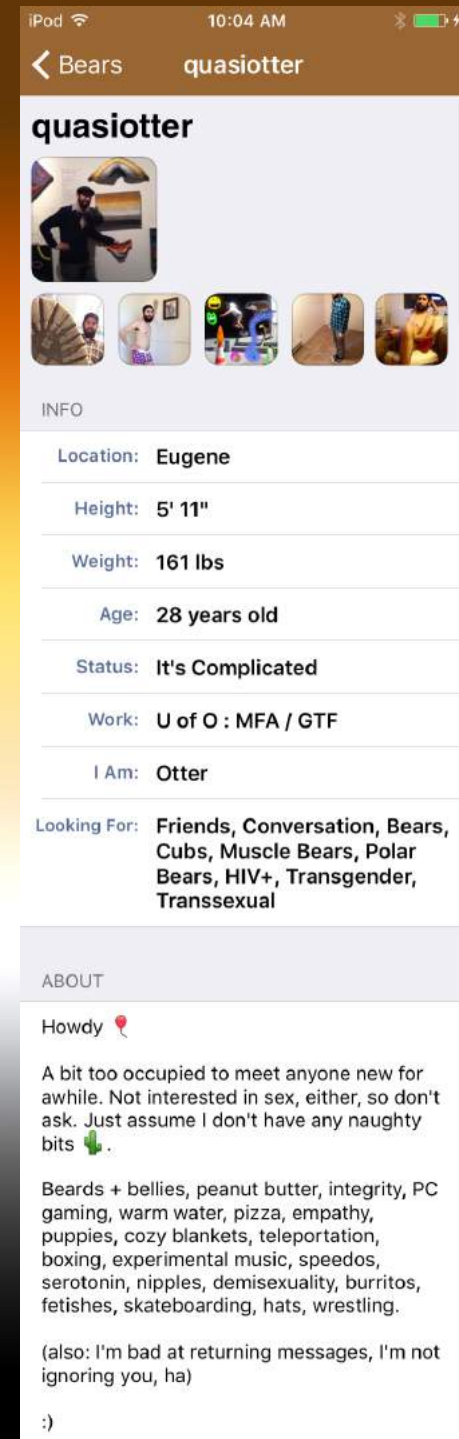 iPod 10:04 AM
Bears quasiotter
quasiotter
INFO
Location: Eugene
Height: 5' 11"
Weight: 161 lbs
Age: 28 years old
Status: It's Complicated
Work: U of O : MFA / GTF
I Am: Otter
Looking For: Friends, Conversation, Bears,
Cubs, Muscle Bears, Polar
Bears, HIV+, Transgender,
Transsexual
ABOUT
Howdy 🎈
A bit too occupied to meet anyone new for
awhile. Not interested in sex, either, so don't
ask. Just assume I don't have any naughty
bits 🌵.
Beards + bellies, peanut butter, integrity, PC
gaming, warm water, pizza, empathy,
puppies, cozy blankets, teleportation,
boxing, experimental music, speedos,
serotonin, nipples, demisexuality, burritos,
fetishes, skateboarding, hats, wrestling.
(also: I'm bad at returning messages, I'm not
ignoring you, ha)
:)